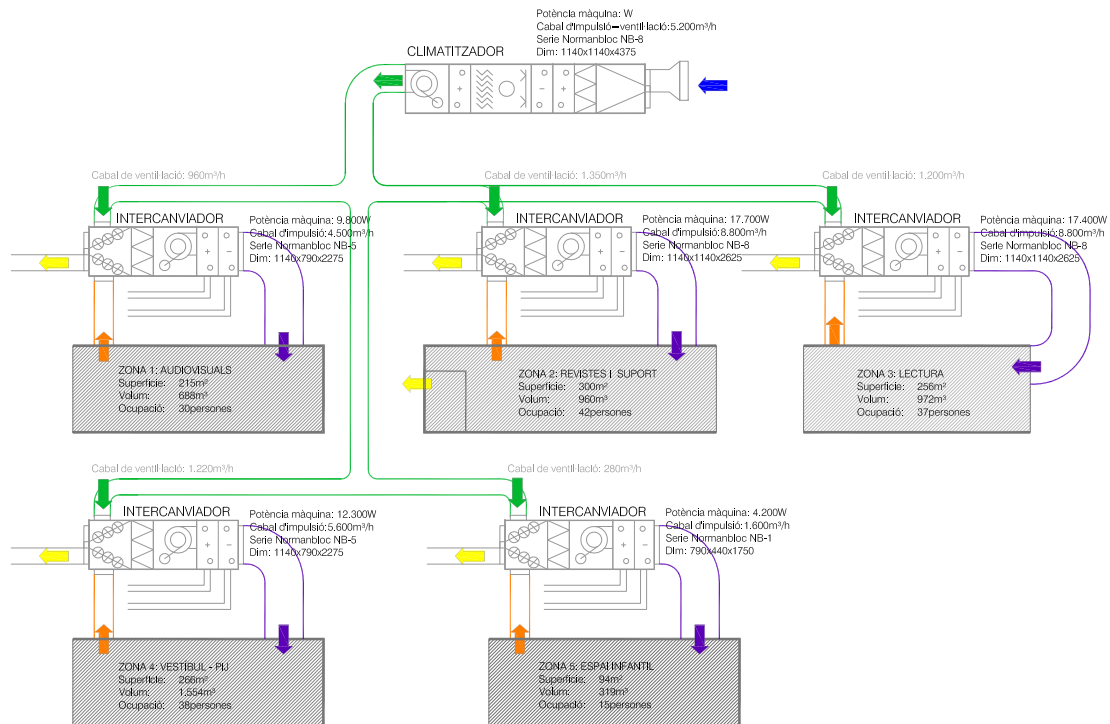 Potència màquina: W
Cabal d'impulsió-ventil·lació:5.200m³/h
Serie Normanbloc NB-8
Dim: 1140x1140x4375
CLIMATITZADOR
Cabal de ventil·lació: 960m³/h
Cabal de ventil·lació: 1.350m³/h
Cabal de ventil·lació: 1.200m³/h
INTERCANVIADOR
Potència màquina: 9.800W
Cabal d'impulsió:4.500m³/h
Serie Normanbloc NB-5
Dim: 1140x790x2275
INTERCANVIADOR
Potència màquina: 17.700W
Cabal d'impulsió:8.800m³/h
Serie Normanbloc NB-8
Dim: 1140x1140x2625
INTERCANVIADOR
Potència màquina: 17.400W
Cabal d'impulsió:8.800m³/h
Serie Normanbloc NB-8
Dim: 1140x1140x2625
ZONA 1: AUDIOVISUALS
Superfície: 215m²
Volum: 688m³
Ocupació: 30persones
ZONA 2: REVISTES I SUPORT
Superfície: 300m²
Volum: 960m³
Ocupació: 42persones
ZONA 3: LECTURA
Superfície: 256m²
Volum: 972m³
Ocupació: 37persones
Cabal de ventil·lació: 1.220m³/h
Cabal de ventil·lació: 280m³/h
INTERCANVIADOR
Potència màquina: 12.300W
Cabal d'impulsió:5.600m³/h
Serie Normanbloc NB-5
Dim: 1140x790x2275
INTERCANVIADOR
Potència màquina: 4.200W
Cabal d'impulsió:1.600m³/h
Serie Normanbloc NB-1
Dim: 790x440x1750
ZONA 4: VESTÍBUL - PIJ
Superfície: 266m²
Volum: 1.554m³
Ocupació: 38persones
ZONA 5: ESPAI INFANTIL
Superfície: 94m²
Volum: 319m³
Ocupació: 15persones